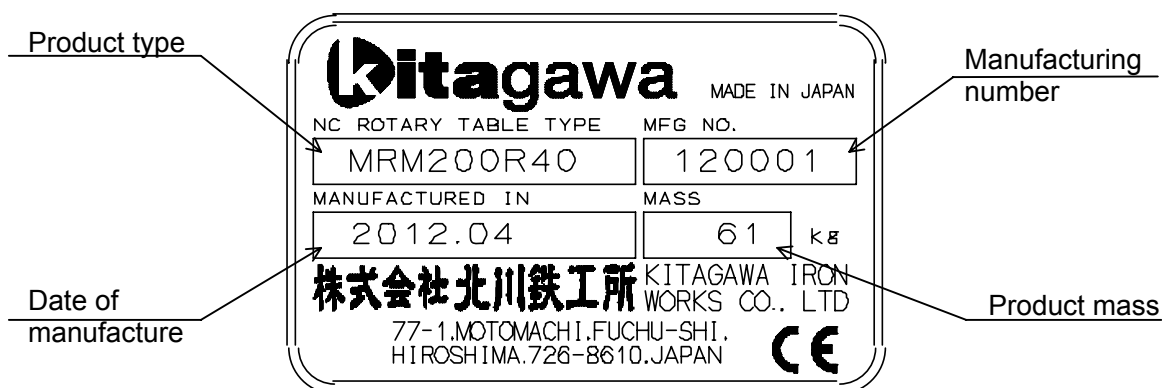 Product type
Manufacturing
number
kitagawa MADE IN JAPAN
NC ROTARY TABLE TYPE MFG NO.
MRM200R40 120001
MANUFACTURED IN MASS
2012.04 61 kg
株式会社北川鉄工所 KITAGAWA IRON
WORKS CO., LTD
77-1.MOTOMACHI.FUCHU-SHI.
HIROSHIMA.726-8610.JAPAN CE
Date of
manufacture
Product mass